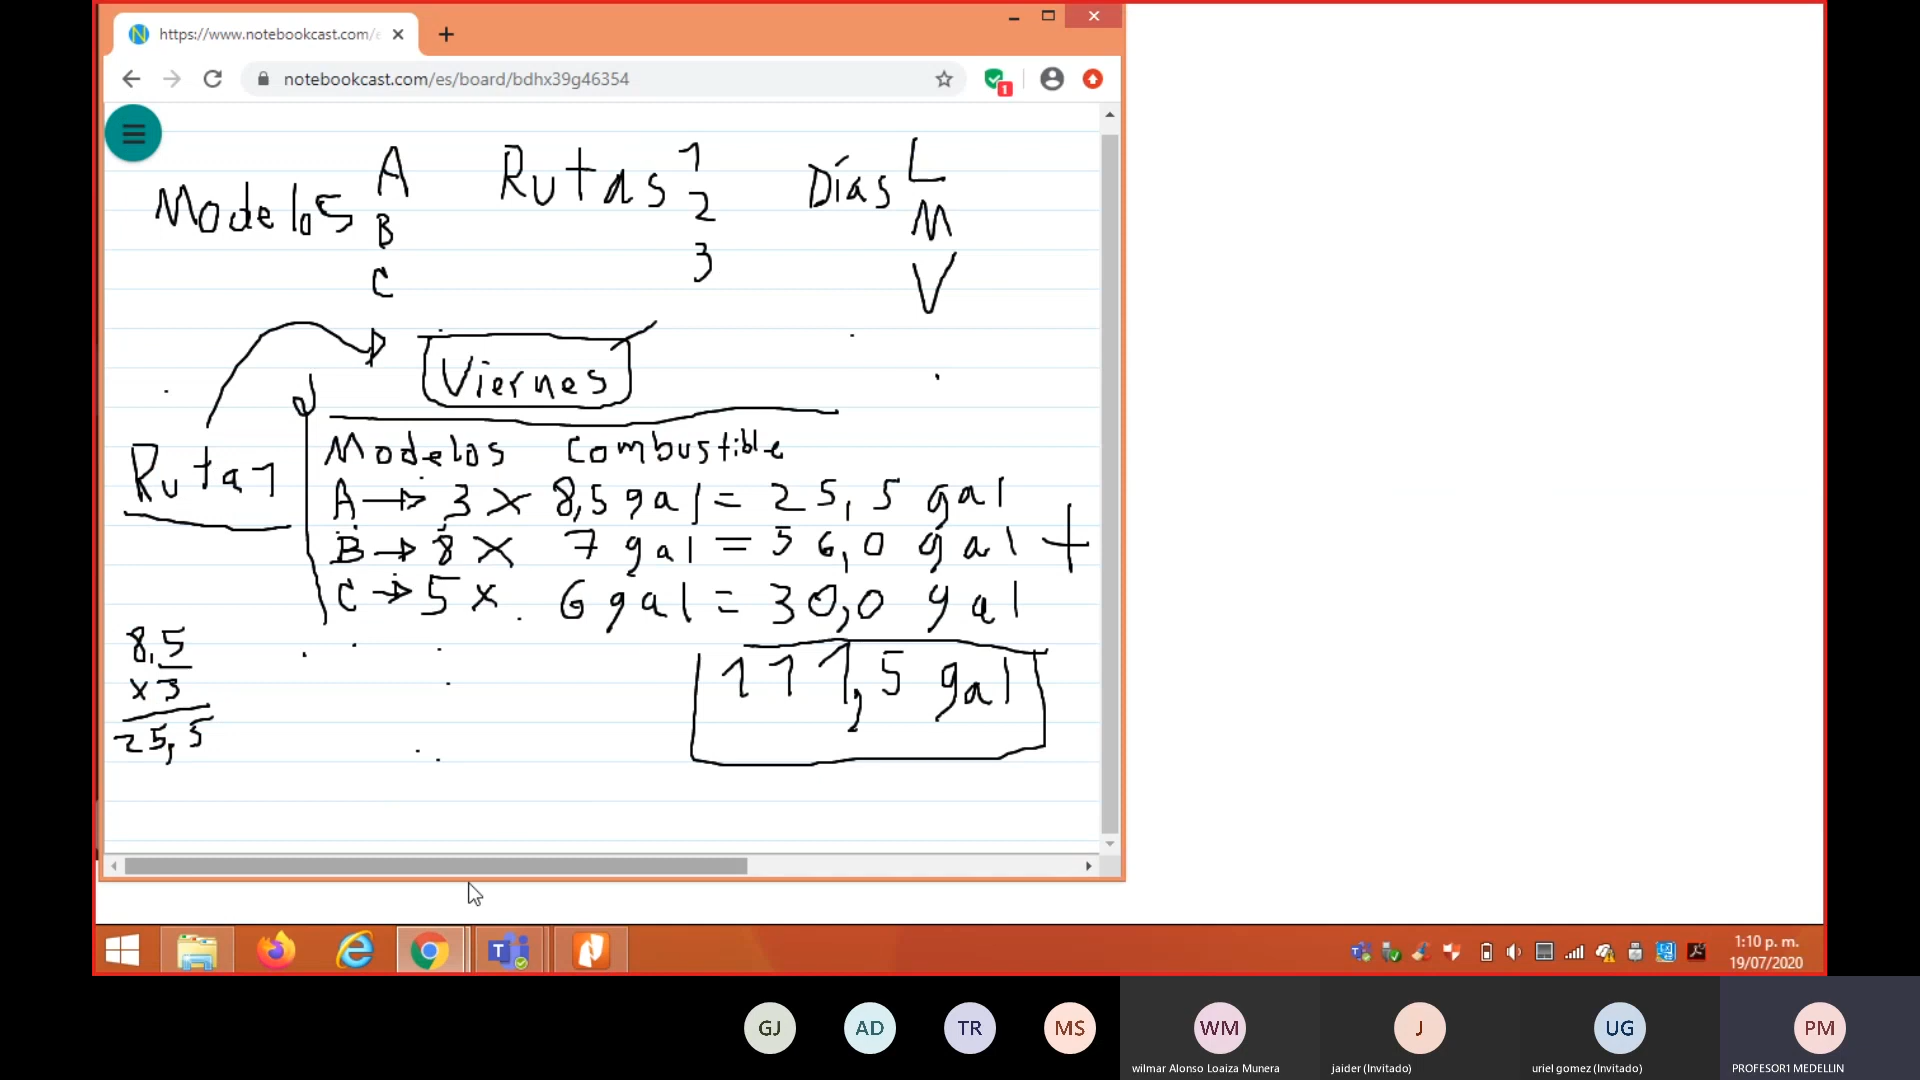 https://www.notebookcast.com/e
notebookcast.com/es/board/bdhx39g46354
1
Modelos A B C
Rutas 1 2 3
Días L M V
Viernes
Ruta 1
Modelos Combustible
A → 3 x 8,5 gal = 25,5 gal
B → 8 x 7 gal = 56,0 gal +
C → 5 x 6 gal = 30,0 gal
111,5 gal
8,5
x 3
25,5
1:10 p. m.
19/07/2020
GJ AD TR MS WM J UG PM
wilmar Alonso Loaiza Munera jaider (Invitado) uriel gomez (Invitado) PROFESOR1 MEDELLIN